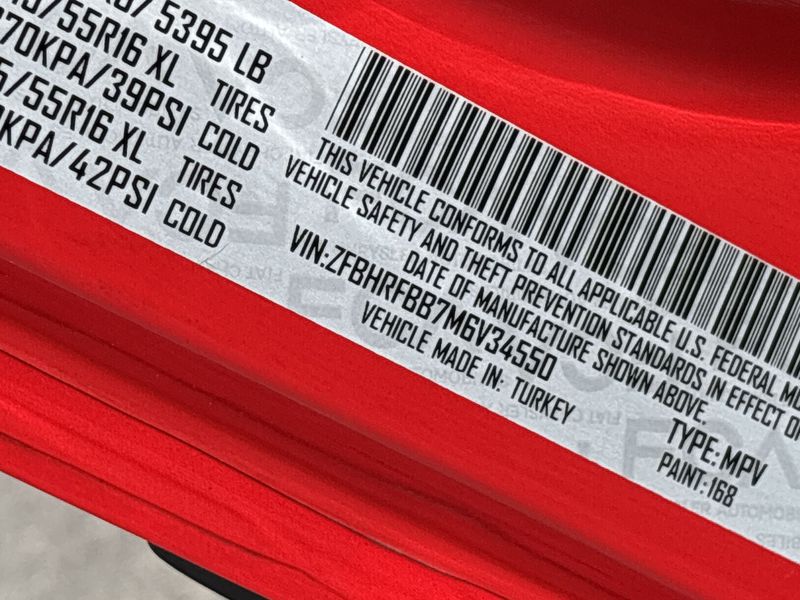 5395 LB
/55R16 XL TIRES
270KPA/39PSI COLD
/55R16 XL TIRES
KPA/42PSI COLD
THIS VEHICLE CONFORMS TO ALL APPLICABLE U.S. FEDERAL
VEHICLE SAFETY AND THEFT PREVENTION STANDARDS IN EFFECT
DATE OF MANUFACTURE SHOWN ABOVE.
VIN:ZFBHRFBB7M6V34550 TYPE:MPV
VEHICLE MADE IN: TURKEY PAINT:168